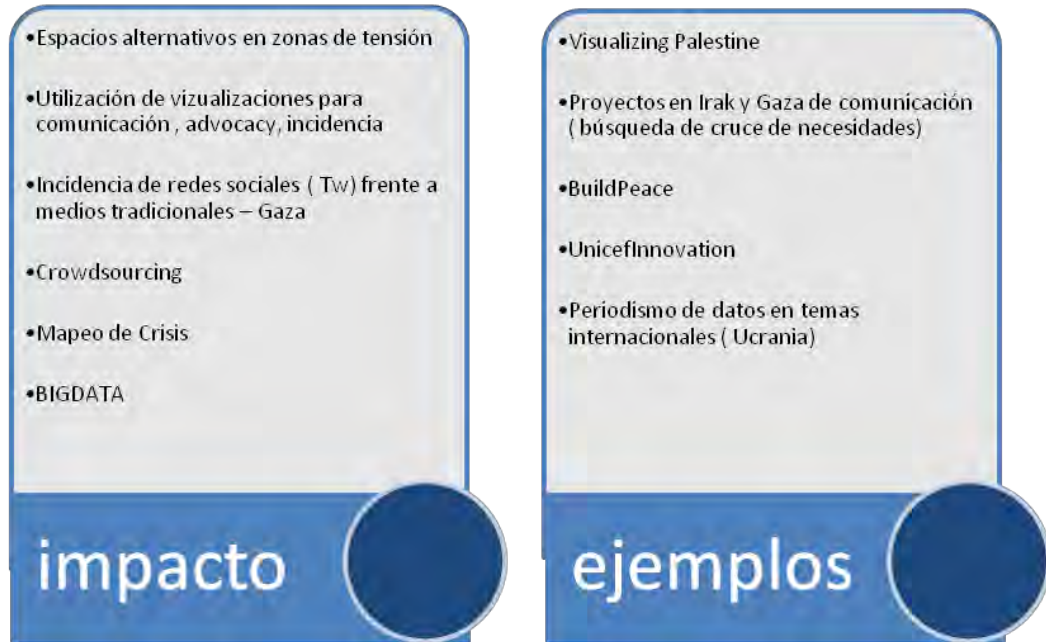 •Espacios alternativos en zonas de tensión
•Utilización de vizualizaciones para
comunicación , advocacy, incidencia
•Incidencia de redes sociales ( Tw) frente a
medios tradicionales – Gaza
•Crowdsourcing
•Mapeo de Crisis
•BIGDATA
impacto
•Visualizing Palestine
•Proyectos en Irak y Gaza de comunicación
( búsqueda de cruce de necesidades)
•BuildPeace
•UnicefInnovation
•Periodismo de datos en temas
internacionales ( Ucrania)
ejemplos